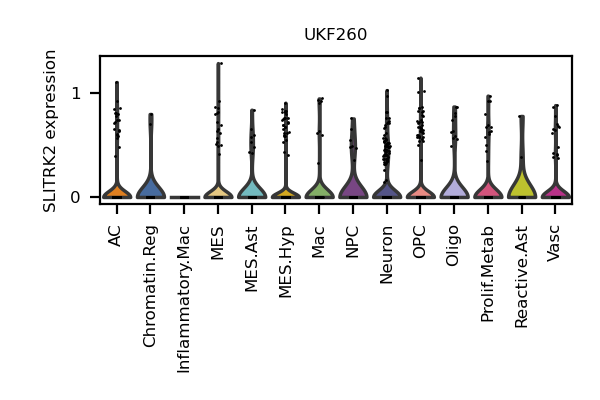 UKF260
SLITRK2 expression
1
0
AC
Chromatin.Reg
Inflammatory.Mac
MES
MES.Ast
MES.Hyp
Mac
NPC
Neuron
OPC
Oligo
Prolif.Metab
Reactive.Ast
Vasc